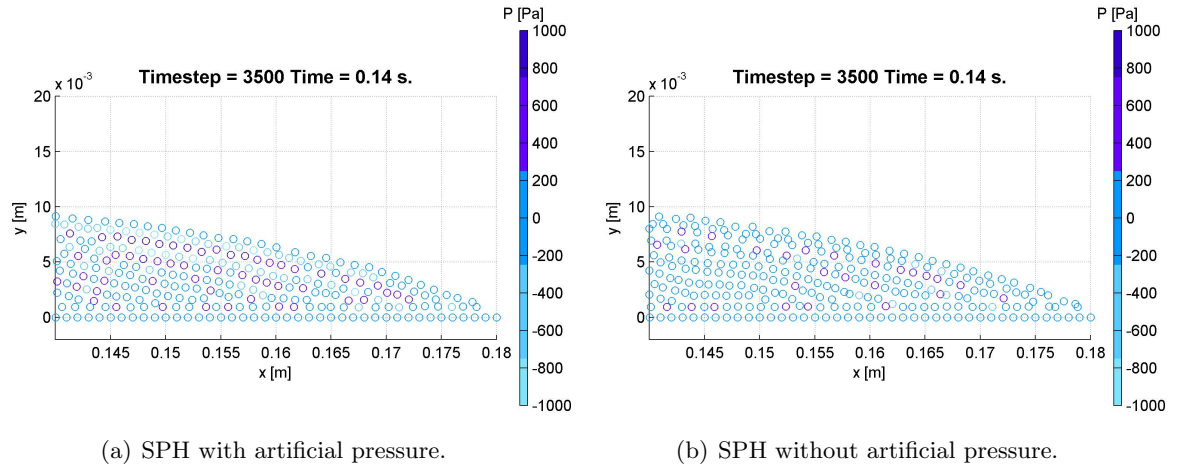 P [Pa]
Timestep = 3500 Time = 0.14 s.
x 10⁻³
20
15
10
5
0
y [m]
0.145 0.15 0.155 0.16 0.165 0.17 0.175 0.18
x [m]
1000
800
600
400
200
0
-200
-400
-600
-800
-1000
(a) SPH with artificial pressure.
P [Pa]
Timestep = 3500 Time = 0.14 s.
x 10⁻³
20
15
10
5
0
y [m]
0.145 0.15 0.155 0.16 0.165 0.17 0.175 0.18
x [m]
1000
800
600
400
200
0
-200
-400
-600
-800
-1000
(b) SPH without artificial pressure.